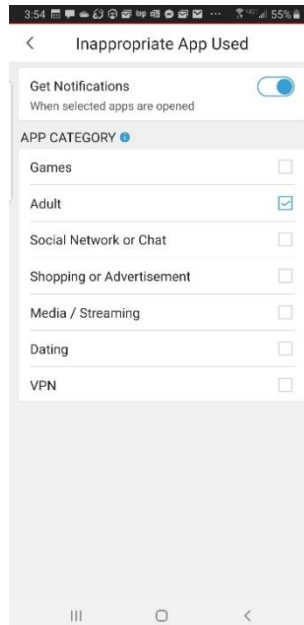 3:54
55%
Inappropriate App Used
Get Notifications
When selected apps are opened
APP CATEGORY
Games
Adult
Social Network or Chat
Shopping or Advertisement
Media / Streaming
Dating
VPN